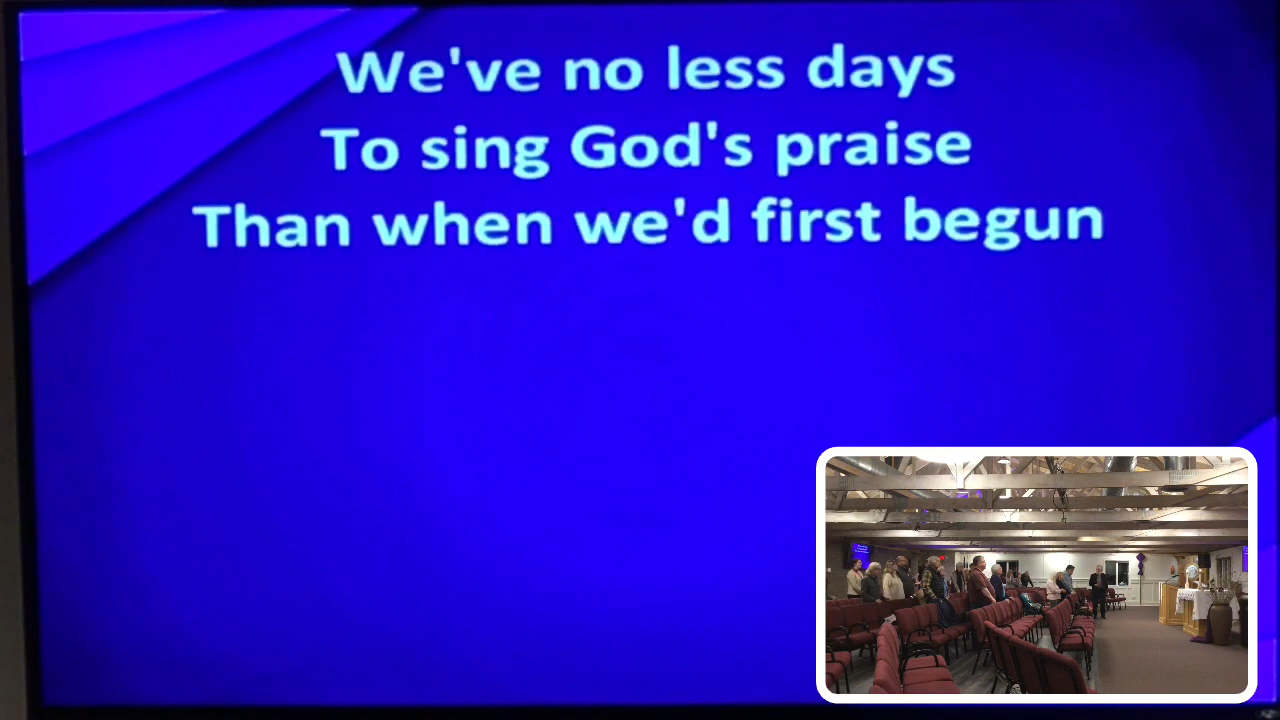 We've no less days
To sing God's praise
Than when we'd first begun